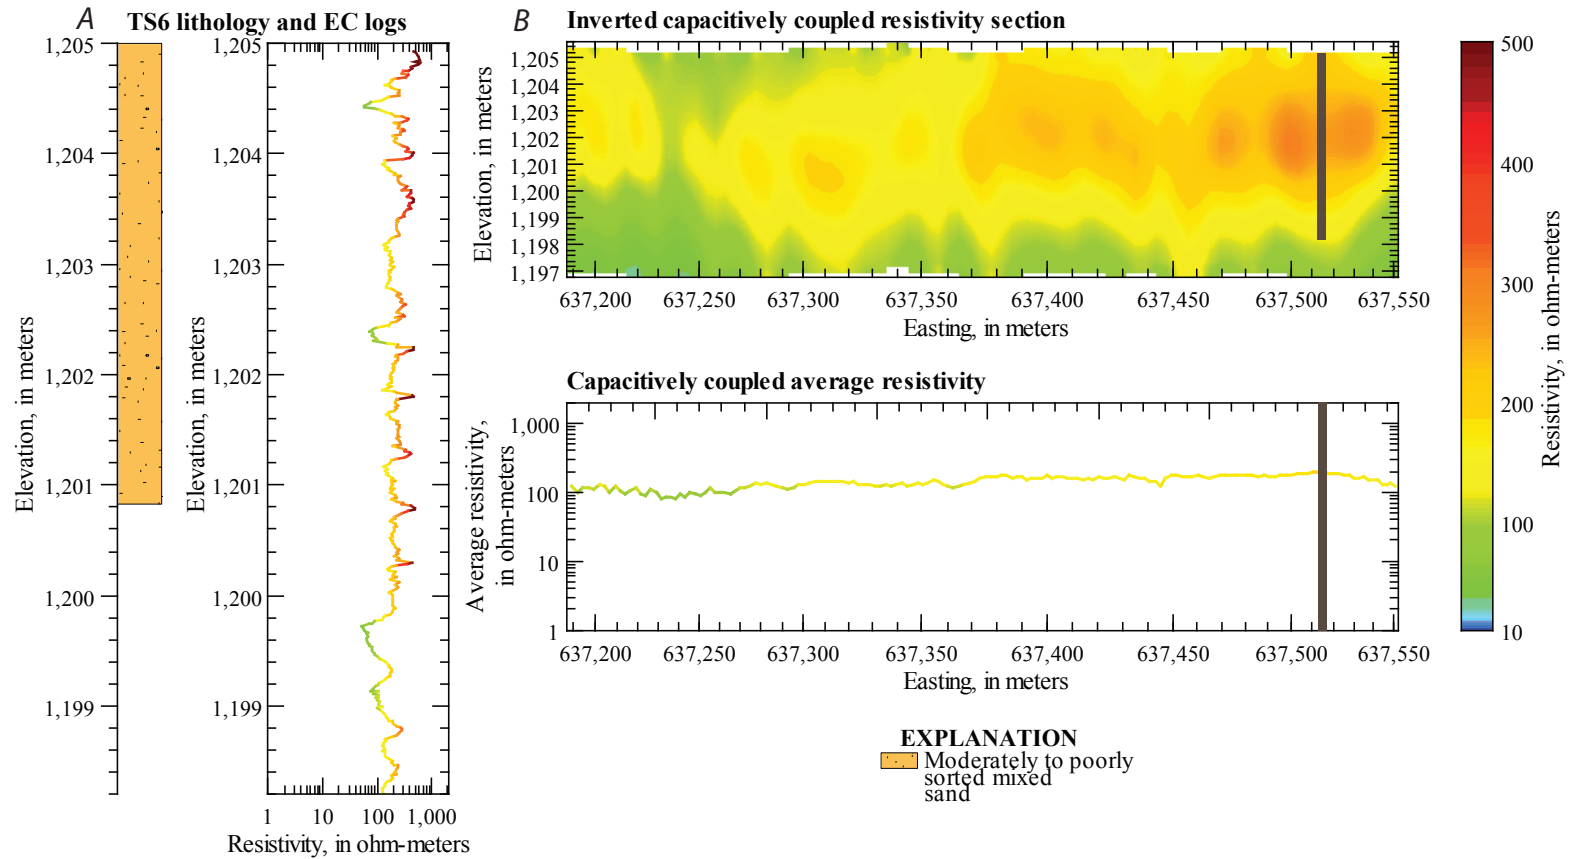 A
TS6 lithology and EC logs
1,205
1,204
1,203
1,202
1,201
1,200
1,199
Elevation, in meters
1,205
1,204
1,203
1,202
1,201
1,200
1,199
Elevation, in meters
1
10
100
1,000
Resistivity, in ohm-meters
B
Inverted capacitively coupled resistivity section
1,205
1,204
1,203
1,202
1,201
1,200
1,199
1,198
1,197
Elevation, in meters
637,200
637,250
637,300
637,350
637,400
637,450
637,500
637,550
Easting, in meters
Capacitively coupled average resistivity
1,000
100
10
1
Average resistivity,
in ohm-meters
637,200
637,250
637,300
637,350
637,400
637,450
637,500
637,550
Easting, in meters
500
400
300
200
100
10
Resistivity, in ohm-meters
EXPLANATION
Moderately to poorly
sorted mixed
sand